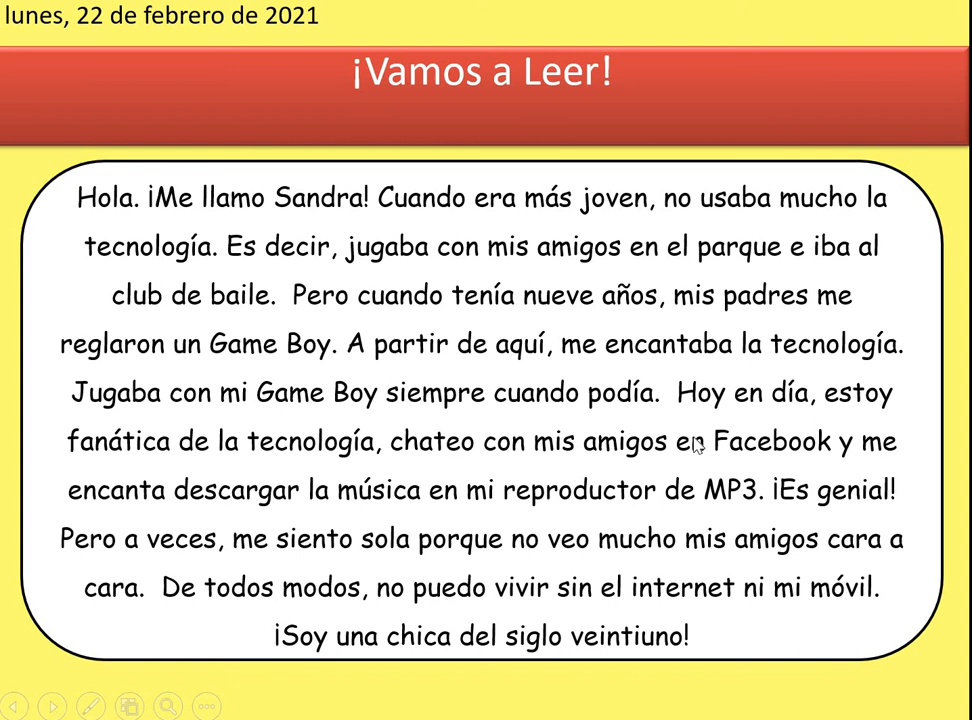 lunes, 22 de febrero de 2021
¡Vamos a Leer!
Hola. ¡Me llamo Sandra! Cuando era más joven, no usaba mucho la
tecnología. Es decir, jugaba con mis amigos en el parque e iba al
club de baile.  Pero cuando tenía nueve años, mis padres me
reglaron un Game Boy. A partir de aquí, me encantaba la tecnología.
Jugaba con mi Game Boy siempre cuando podía.  Hoy en día, estoy
fanática de la tecnología, chateo con mis amigos en Facebook y me
encanta descargar la música en mi reproductor de MP3. ¡Es genial!
Pero a veces, me siento sola porque no veo mucho mis amigos cara a
cara.  De todos modos, no puedo vivir sin el internet ni mi móvil.
¡Soy una chica del siglo veintiuno!